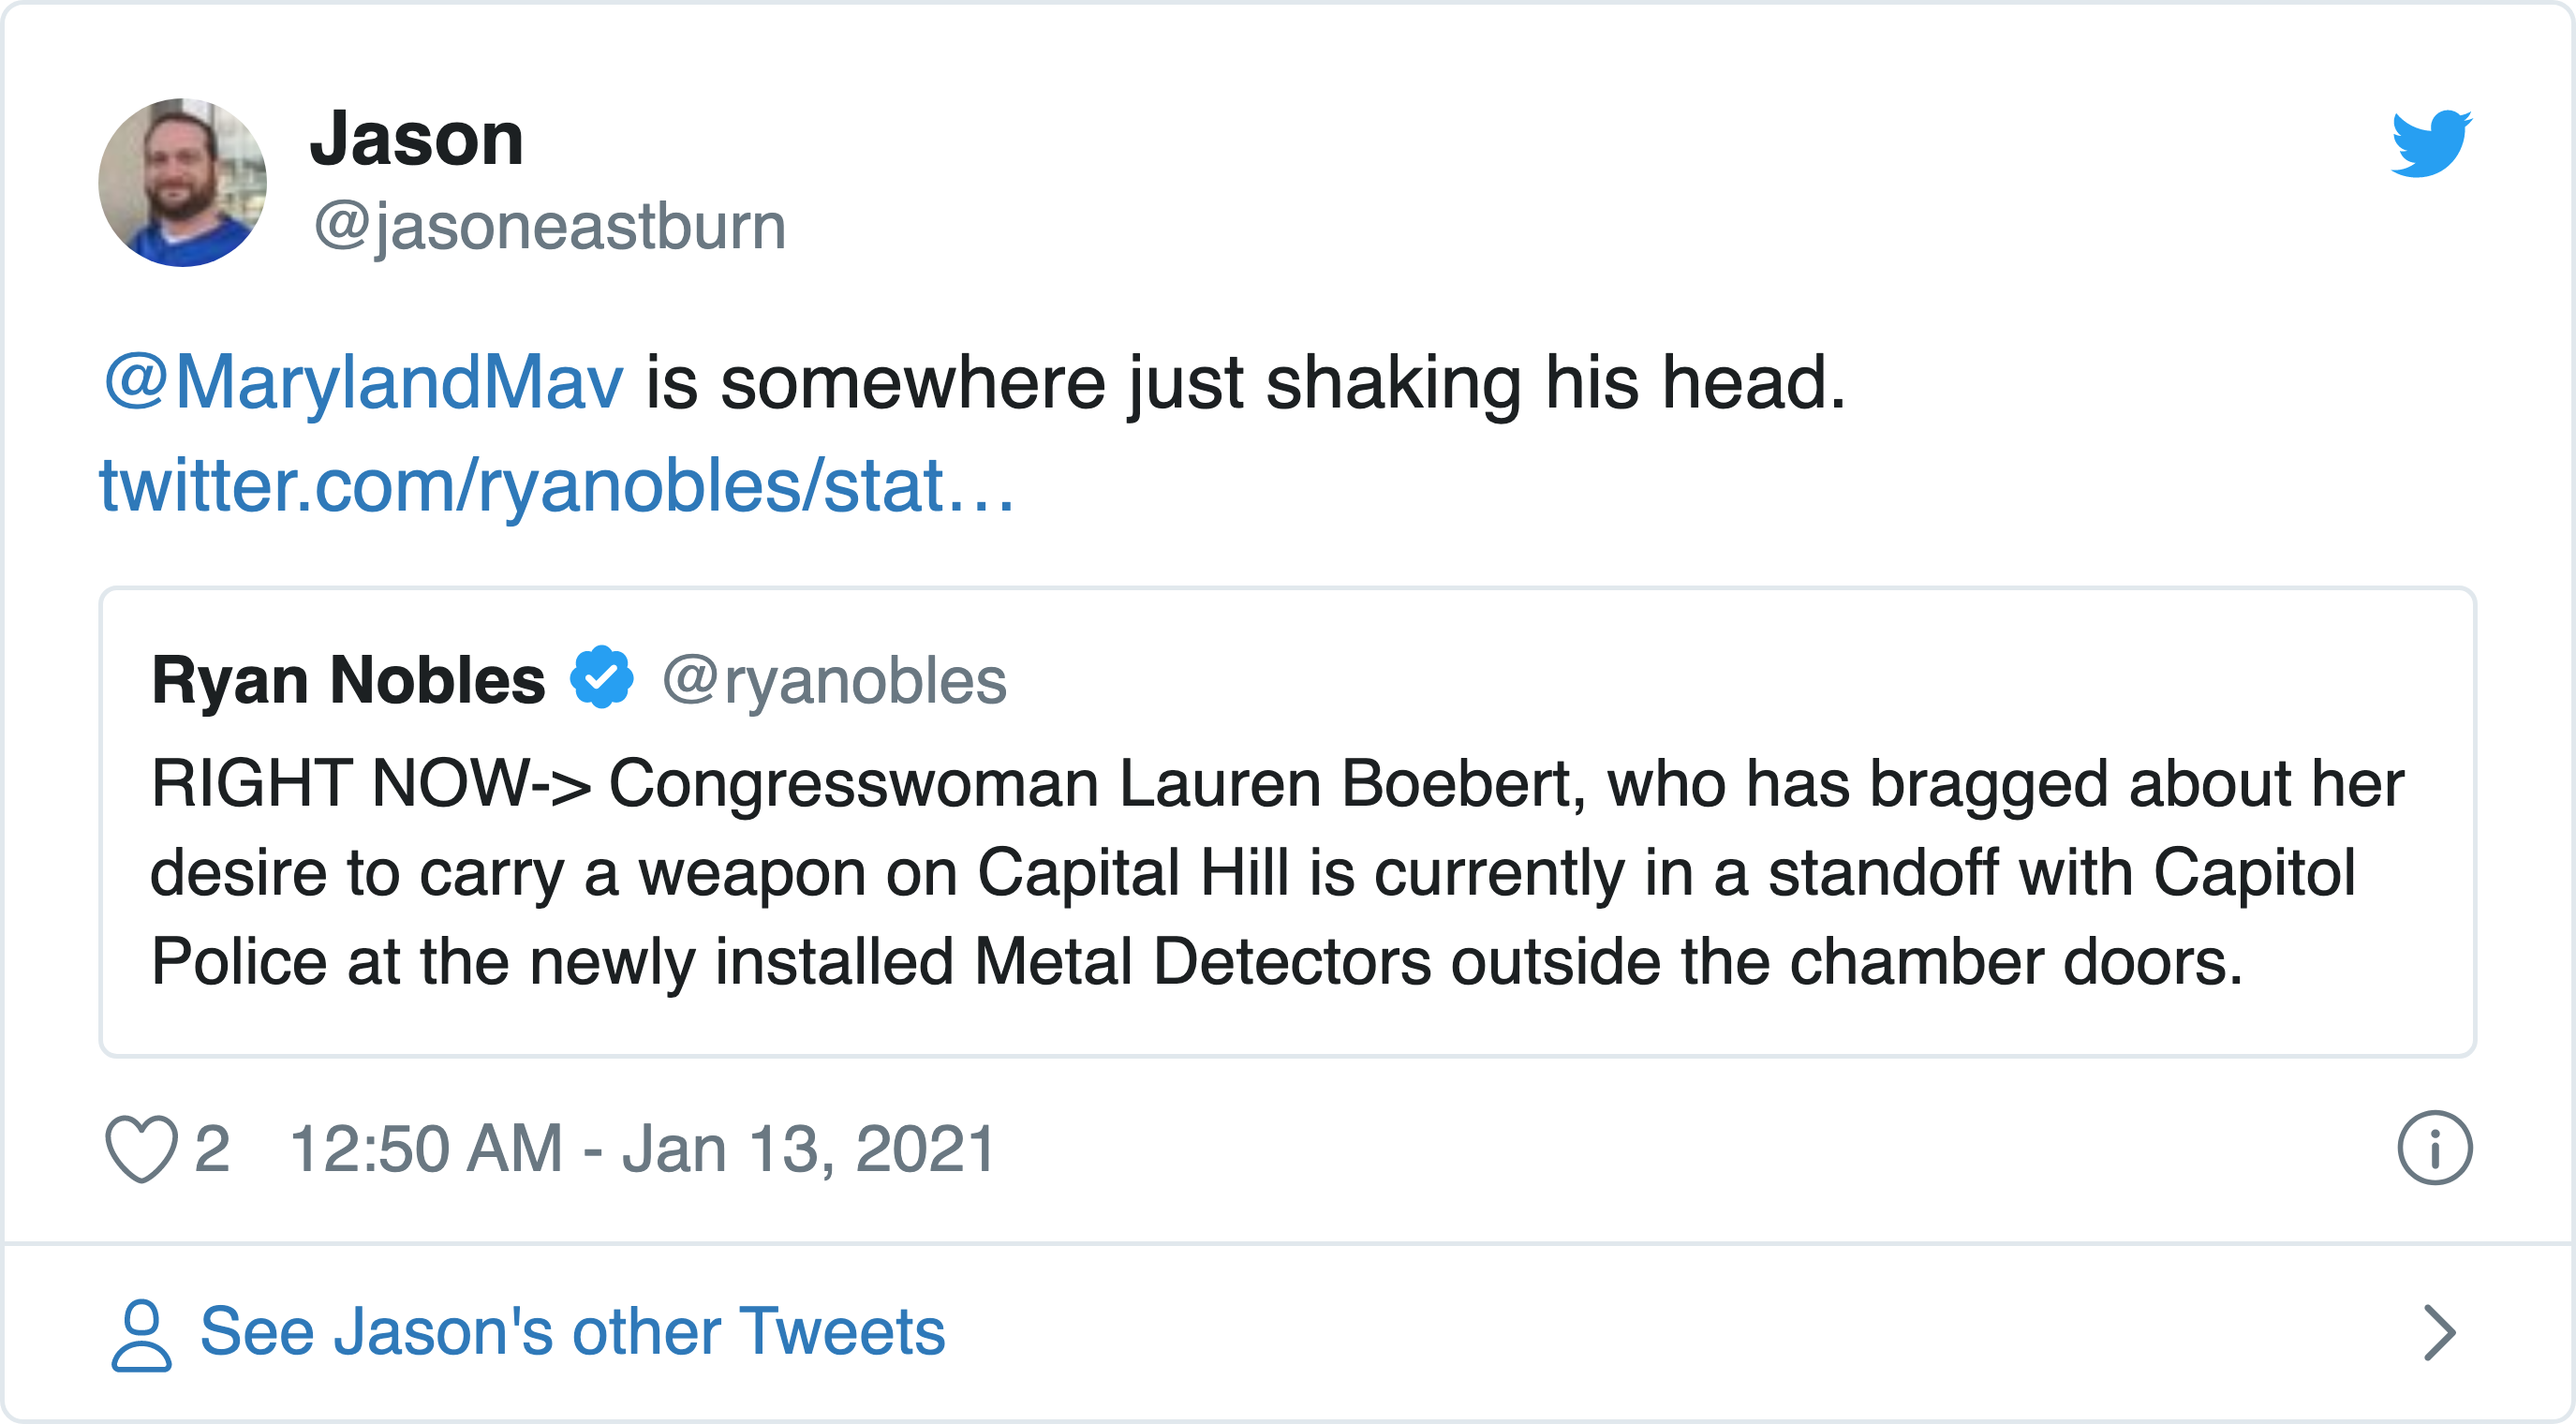 Jason
@jasoneastburn
@MarylandMav is somewhere just shaking his head.
twitter.com/ryanobles/stat…
Ryan Nobles @ryanobles
RIGHT NOW-> Congresswoman Lauren Boebert, who has bragged about her
desire to carry a weapon on Capital Hill is currently in a standoff with Capitol
Police at the newly installed Metal Detectors outside the chamber doors.
2 12:50 AM - Jan 13, 2021
See Jason's other Tweets